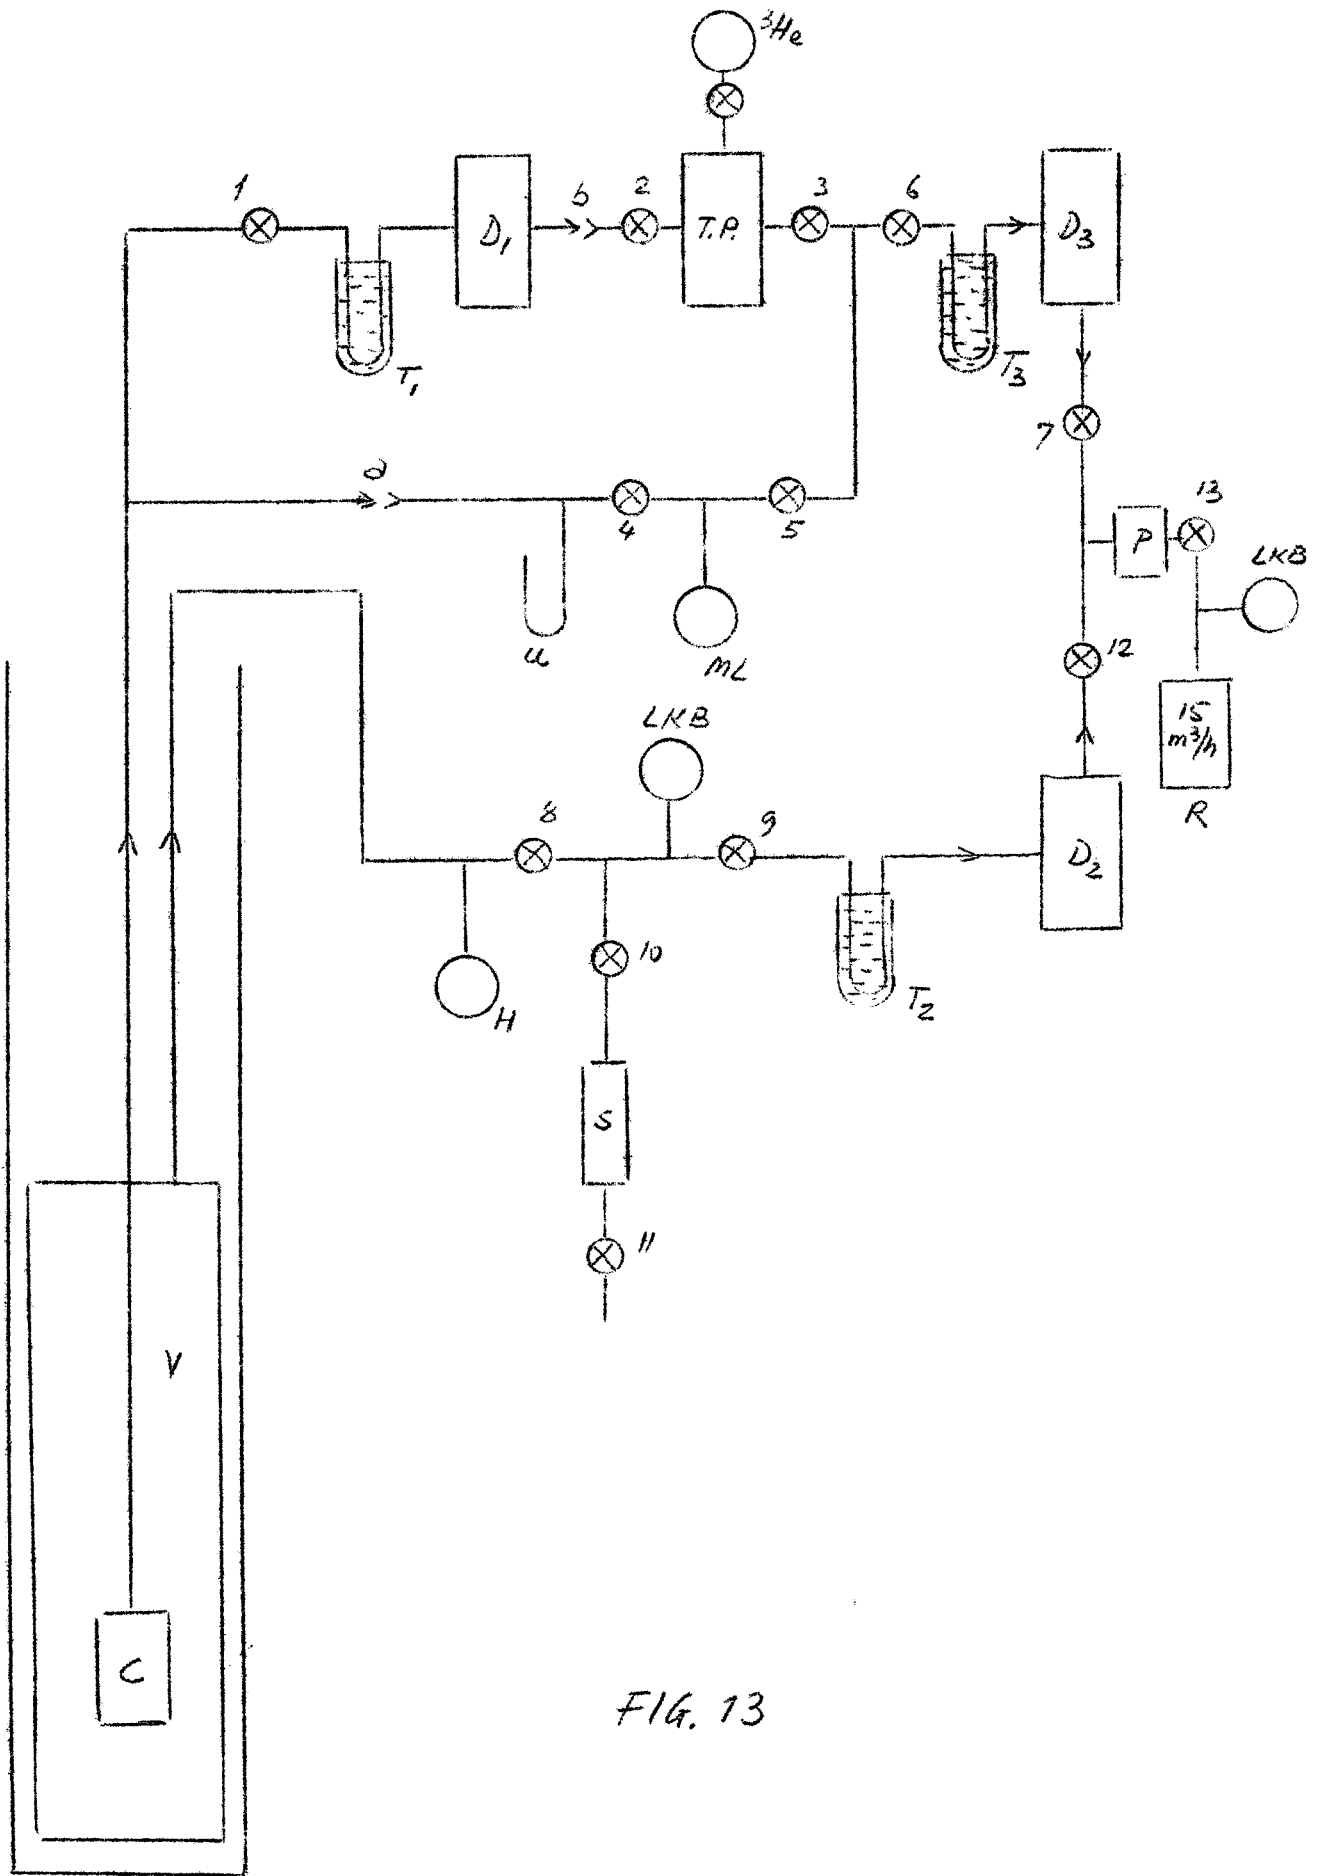 ³He
1
D₁
b
2
T.P.
3
6
D₃
T₁
T₃
7
a
4
5
13
P
LKB
u
ML
12
15
m³/h
R
LKB
8
9
D₂
10
H
T₂
S
11
V
C
FIG. 13